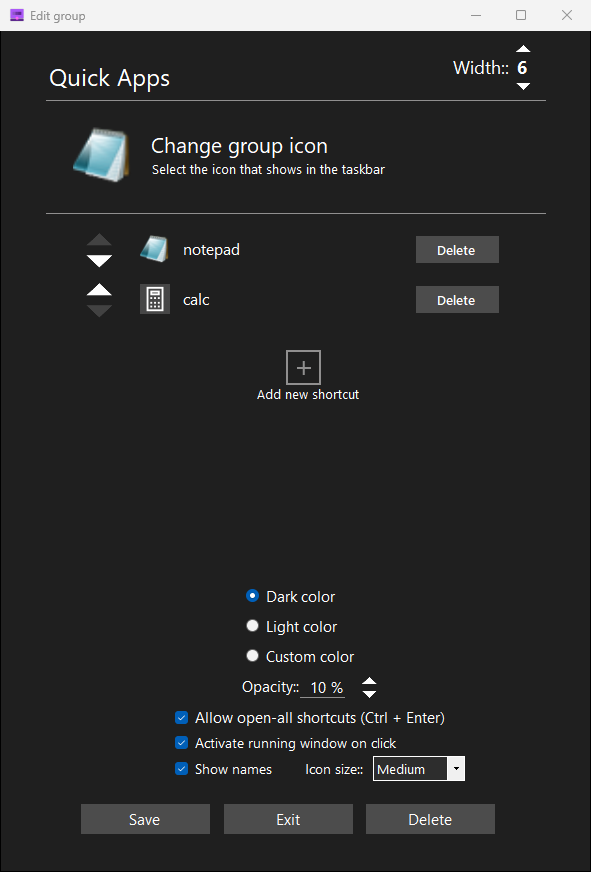 Edit group
Quick Apps
Width:: 6
Change group icon
Select the icon that shows in the taskbar
notepad Delete
calc Delete
Add new shortcut
Dark color
Light color
Custom color
Opacity:: 10 %
Allow open-all shortcuts (Ctrl + Enter)
Activate running window on click
Show names Icon size:: Medium
Save Exit Delete